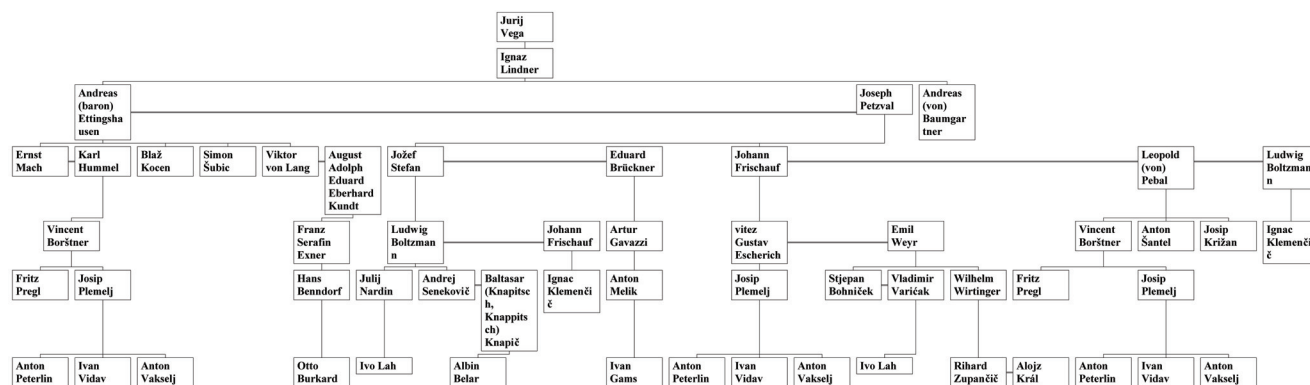 Jurij
Vega
Ignaz
Lindner
Andreas
(baron)
Ettingsha
usen
Joseph
Petzval
Andreas
(von)
Baumgar
tner
Ernst
Mach
Karl
Hummel
Blaž
Kocen
Simon
Šubic
Viktor
von Lang
August
Adolph
Eduard
Eberhard
Kundt
Jožef
Stefan
Eduard
Brückner
Johann
Frischauf
Leopold
(von)
Pebal
Ludwig
Boltzman
n
Vincent
Borštner
Franz
Serafin
Exner
Ludwig
Boltzman
n
Johann
Frischauf
Artur
Gavazzi
vitez
Gustav
Escherich
Emil
Weyr
Vincent
Borštner
Anton
Šantel
Josip
Križan
Ignac
Klemenči
č
Fritz
Pregl
Josip
Plemelj
Hans
Benndorf
Julij
Nardin
Andrej
Senekovič
Baltasar
(Knapitsc
h,
Knappits
ch)
Knapič
Ignac
Klemenči
č
Anton
Melik
Josip
Plemelj
Stjepan
Bohniček
Vladimir
Varićak
Wilhelm
Wirtinger
Fritz
Pregl
Josip
Plemelj
Anton
Peterlin
Ivan
Vidav
Anton
Vakselj
Otto
Burkard
Ivo Lah
Albin
Belar
Ivan
Gams
Anton
Peterlin
Ivan
Vidav
Anton
Vakselj
Ivo Lah
Rihard
Zupančič
Alojz
Král
Anton
Peterlin
Ivan
Vidav
Anton
Vakselj